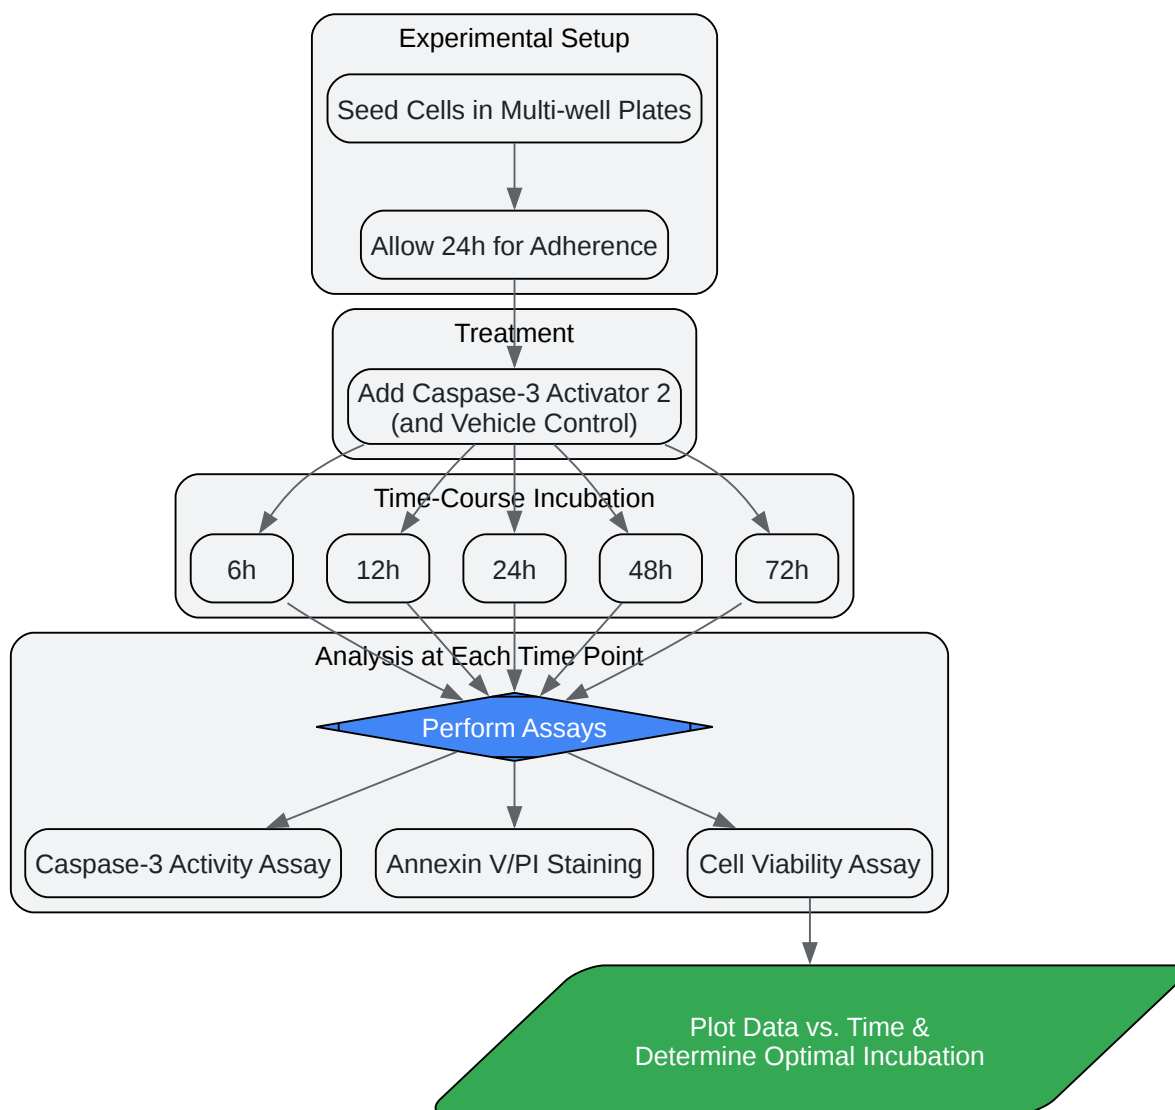 Experimental Setup
Seed Cells in Multi-well Plates
Allow 24h for Adherence
Treatment
Add Caspase-3 Activator 2
(and Vehicle Control)
Time-Course Incubation
6h
12h
24h
48h
72h
Analysis at Each Time Point
Perform Assays
Caspase-3 Activity Assay
Annexin V/PI Staining
Cell Viability Assay
Plot Data vs. Time &
Determine Optimal Incubation